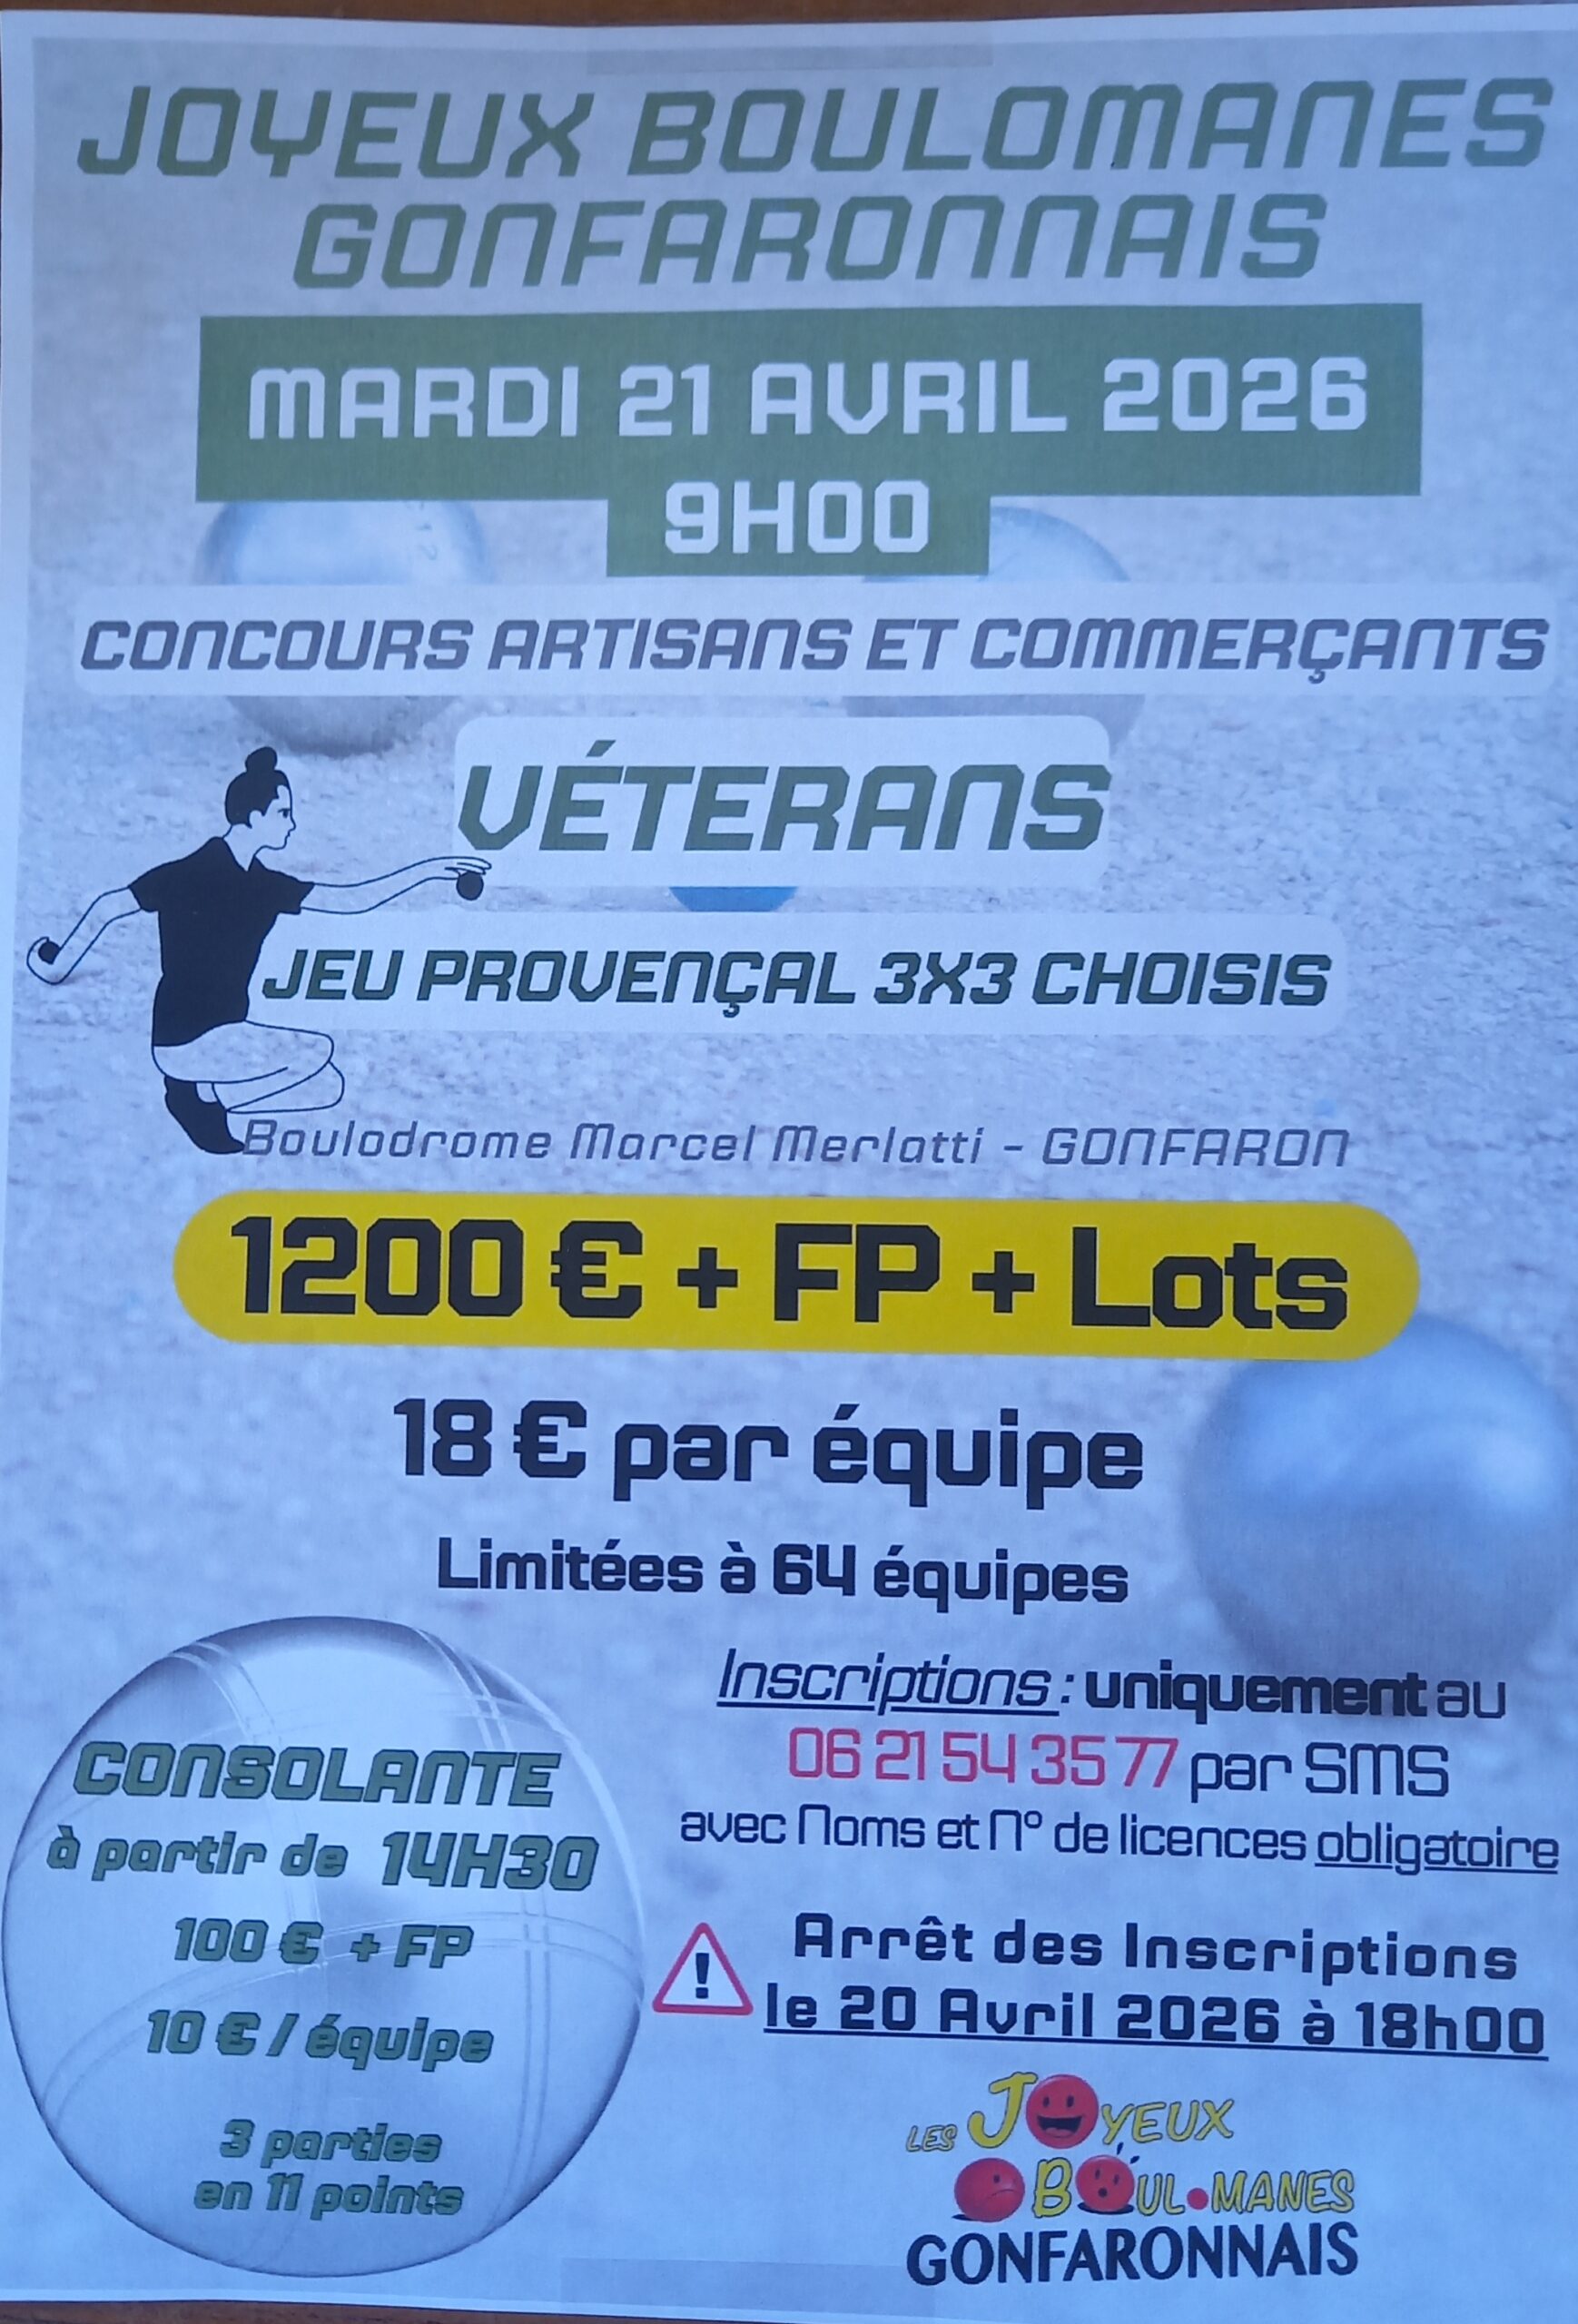 JOYEUX BOULOMANES
GONFARONNAIS
MARDI 21 AVRIL 2026
9H00
CONCOURS ARTISANS ET COMMERÇANTS
VÉTERANS
JEU PROVENÇAL 3X3 CHOISIS
Boulodrome Marcel Merlatti - GONFARON
1200 € + FP + Lots
18 € par équipe
Limitées à 64 équipes
Inscriptions : uniquement au
06 21 54 35 77 par SMS
avec Noms et N° de licences obligatoire
Arrêt des Inscriptions
le 20 Avril 2026 à 18h00
CONSOLANTE
à partir de 14H30
100 € + FP
10 € / équipe
3 parties
en 11 points
LES JOYEUX
BOUL•MANES
GONFARONNAIS